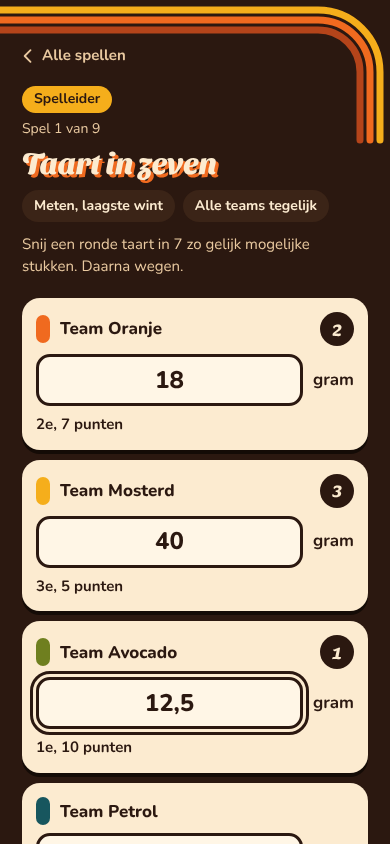 Alle spellen
Spelleider
Spel 1 van 9
Taart in zeven
Meten, laagste wint
Alle teams tegelijk
Snij een ronde taart in 7 zo gelijk mogelijke
stukken. Daarna wegen.
Team Oranje
2
18
gram
2e, 7 punten
Team Mosterd
3
40
gram
3e, 5 punten
Team Avocado
1
12,5
gram
1e, 10 punten
Team Petrol